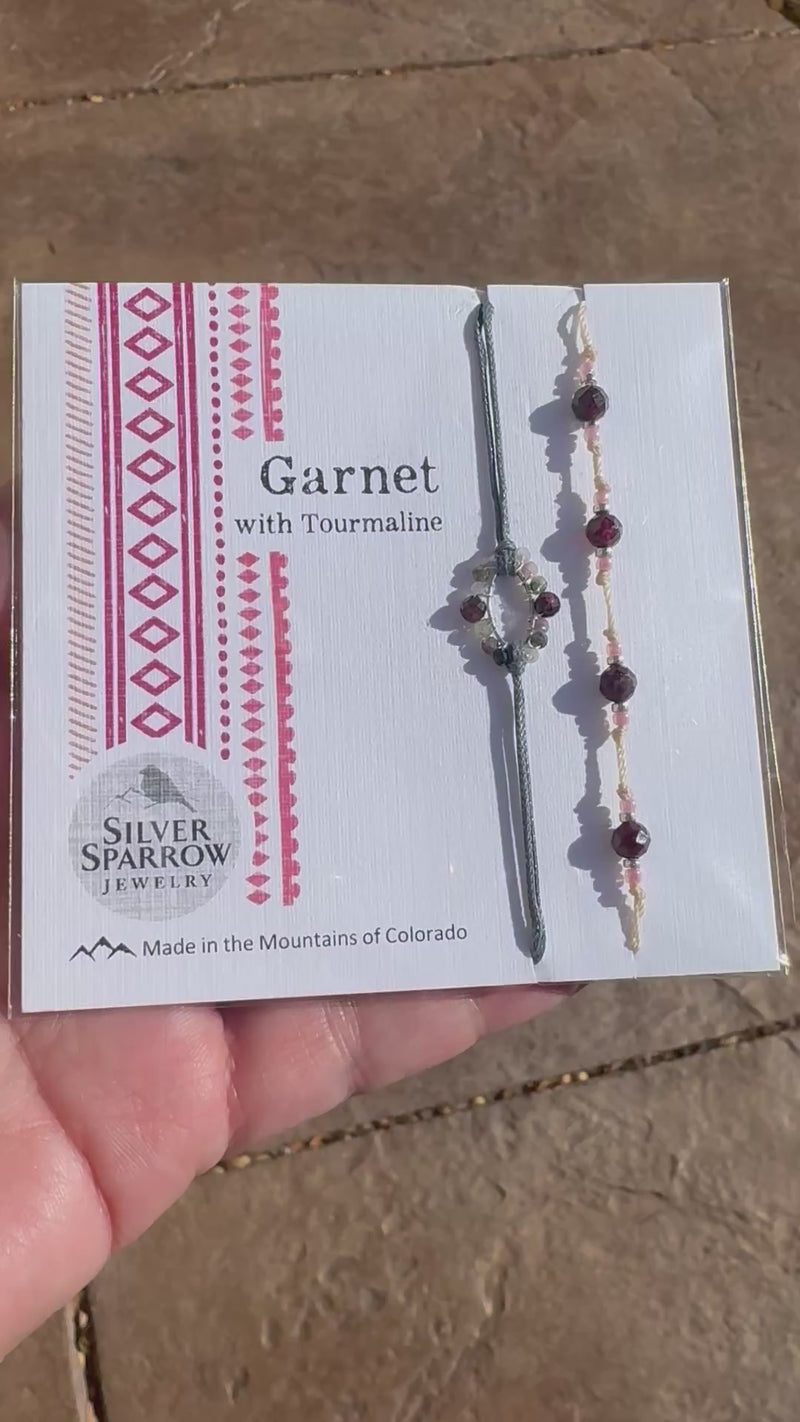 Garnet
with Tourmaline
SILVER
SPARROW
JEWELRY
Made in the Mountains of Colorado